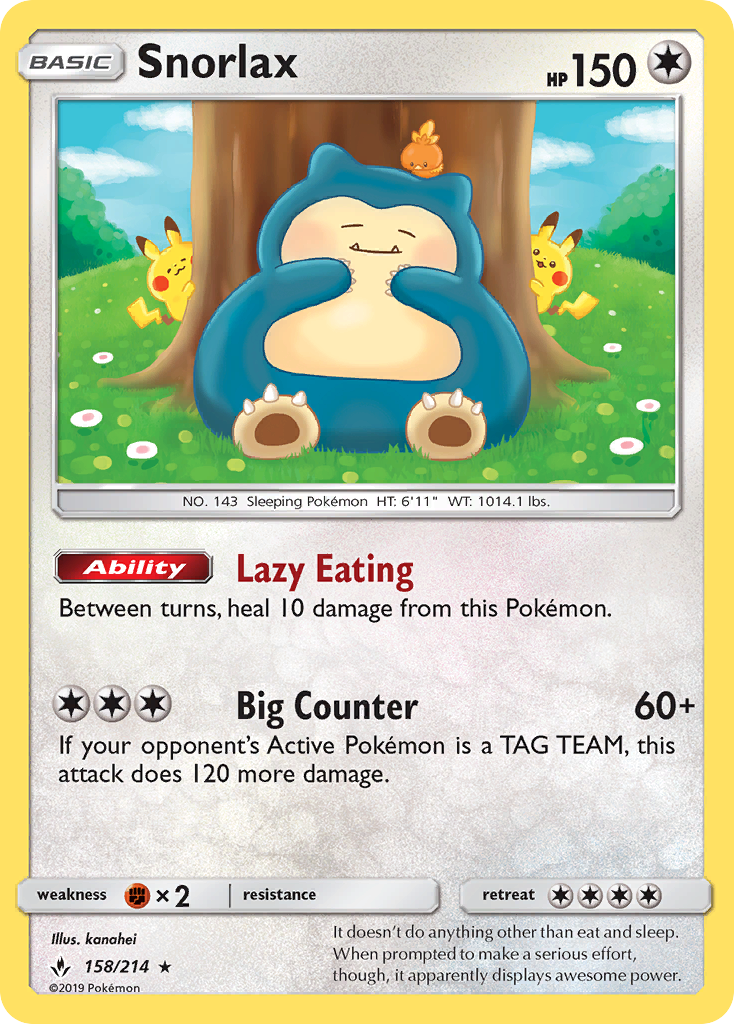 BASIC Snorlax HP 150
NO. 143 Sleeping Pokémon HT: 6'11" WT: 1014.1 lbs.
Ability Lazy Eating
Between turns, heal 10 damage from this Pokémon.
Big Counter 60+
If your opponent's Active Pokémon is a TAG TEAM, this
attack does 120 more damage.
weakness ×2 resistance retreat
Illus. kanahei
158/214 ★
©2019 Pokémon
It doesn't do anything other than eat and sleep.
When prompted to make a serious effort,
though, it apparently displays awesome power.